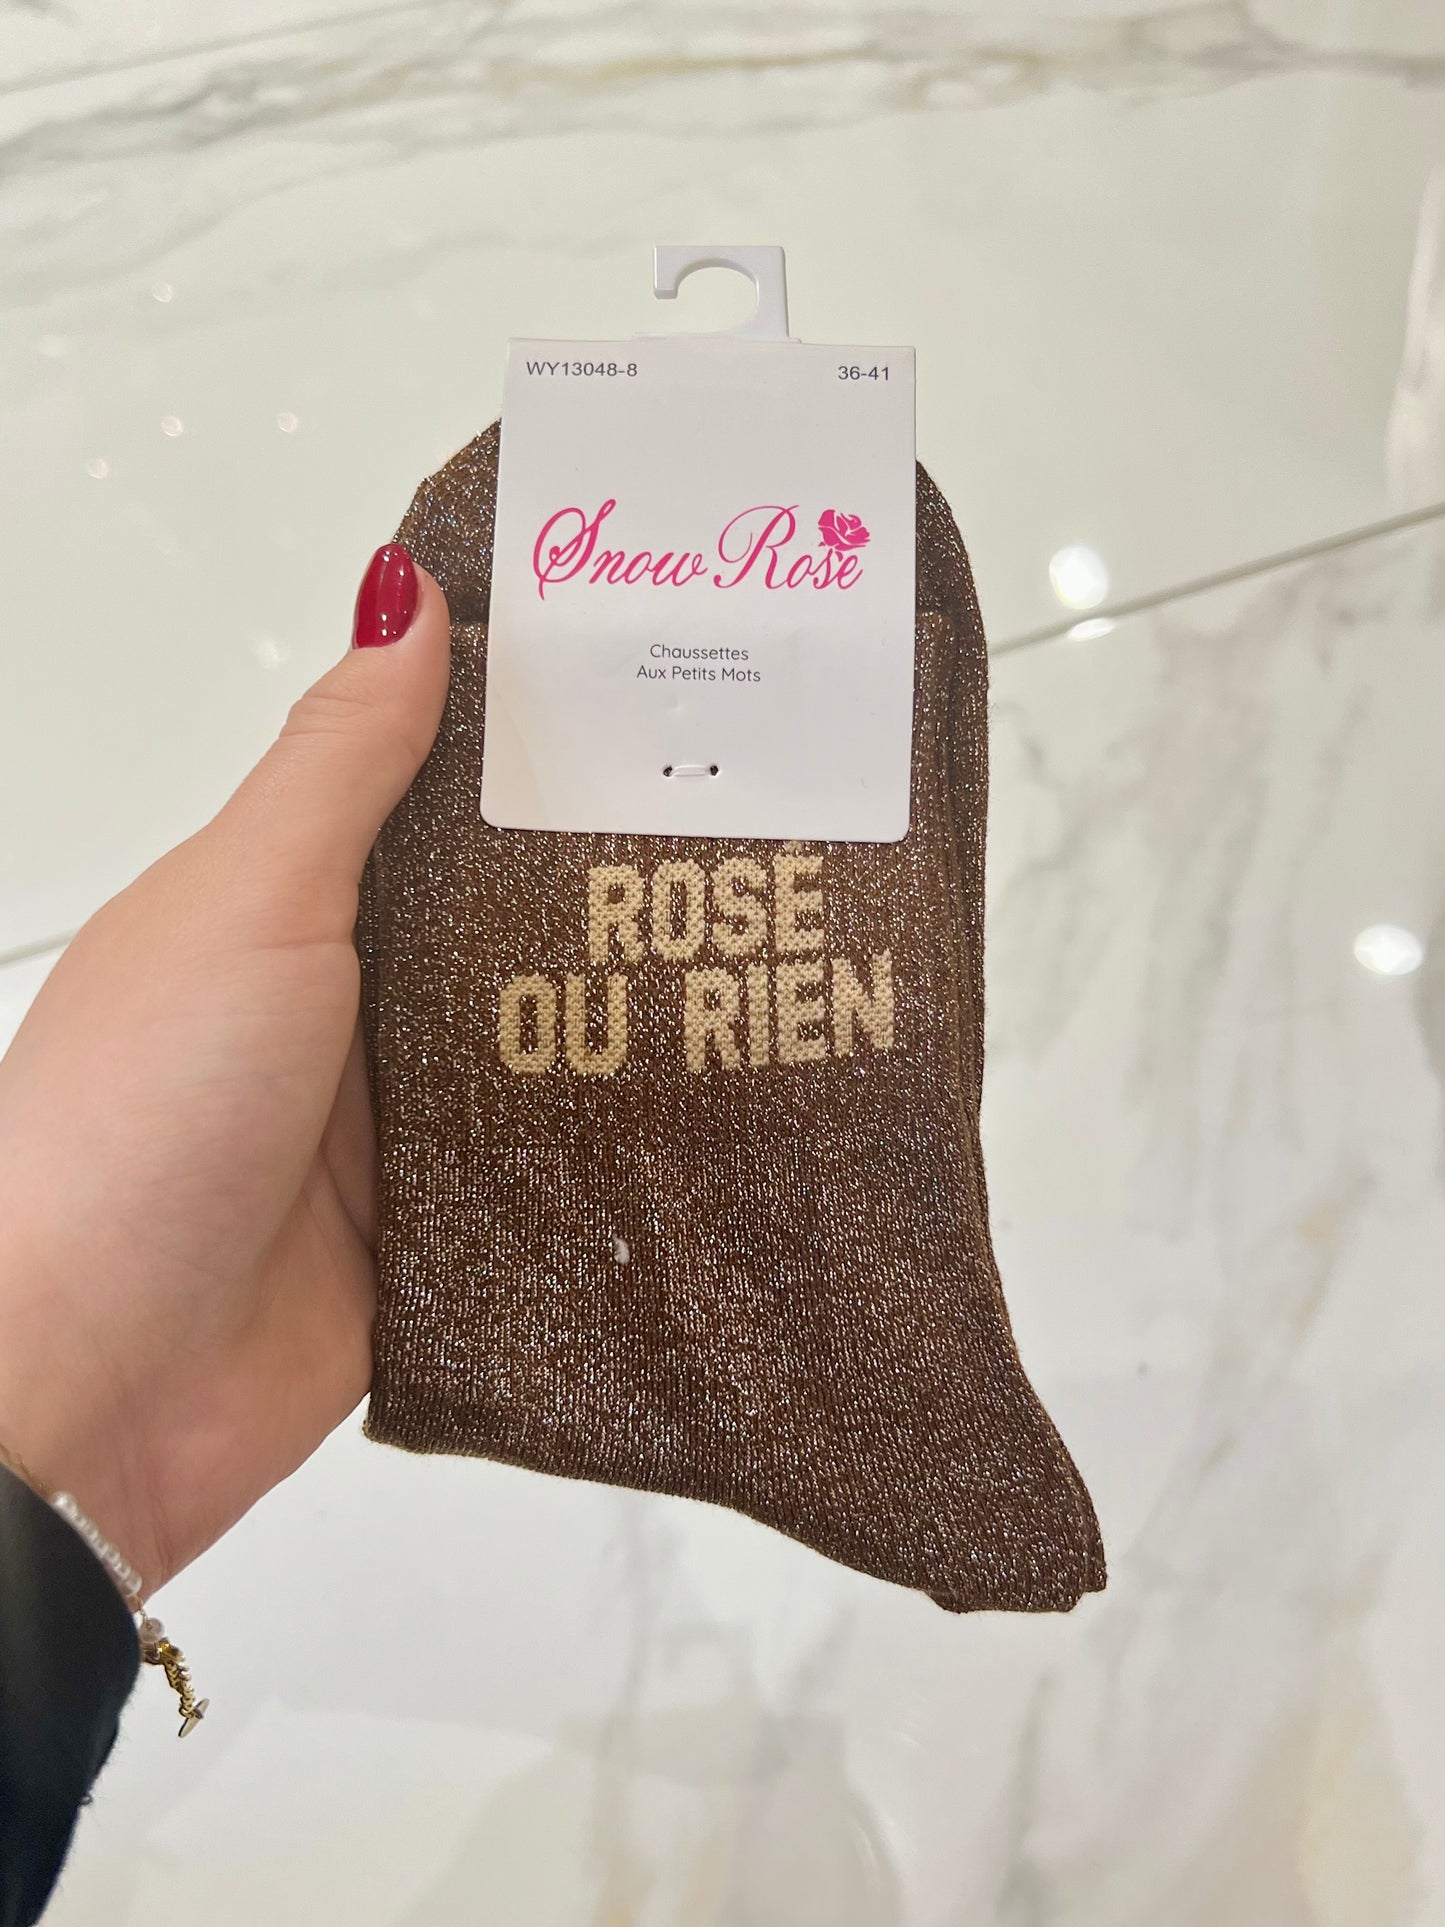 WY13048-8 36-41
Snow Rose
Chaussettes
Aux Petits Mots
ROSÉ
OU RIEN